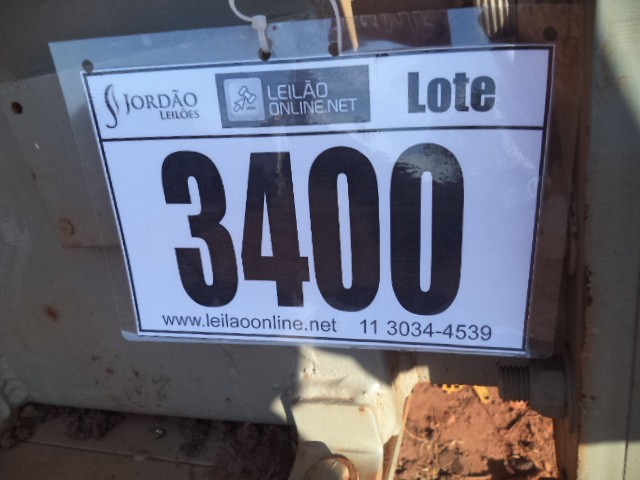 JORDÃO
LEILÕES
LEILÃO
ONLINE.NET
Lote
3400
www.leilaoonline.net 11 3034-4539